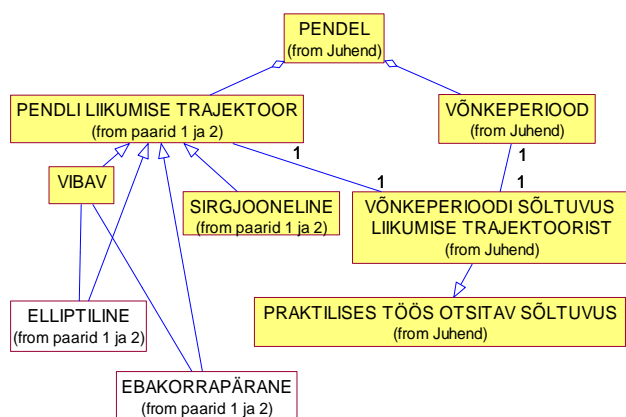 PENDEL
(from Juhend)
PENDLI LIIKUMISE TRAJEKTOOR
(from paarid 1 ja 2)
VÕNKEPERIOOD
(from Juhend)
1
1
1
1
VIBAV
SIRGJOONELINE
(from paarid 1 ja 2)
VÕNKEPERIOODI SÕLTUVUS
LIIKUMISE TRAJEKTOORIST
(from Juhend)
ELLIPTILINE
(from paarid 1 ja 2)
PRAKTILISES TÖÖS OTSITAV SÕLTUVUS
(from Juhend)
EBAKORRAPÄRANE
(from paarid 1 ja 2)